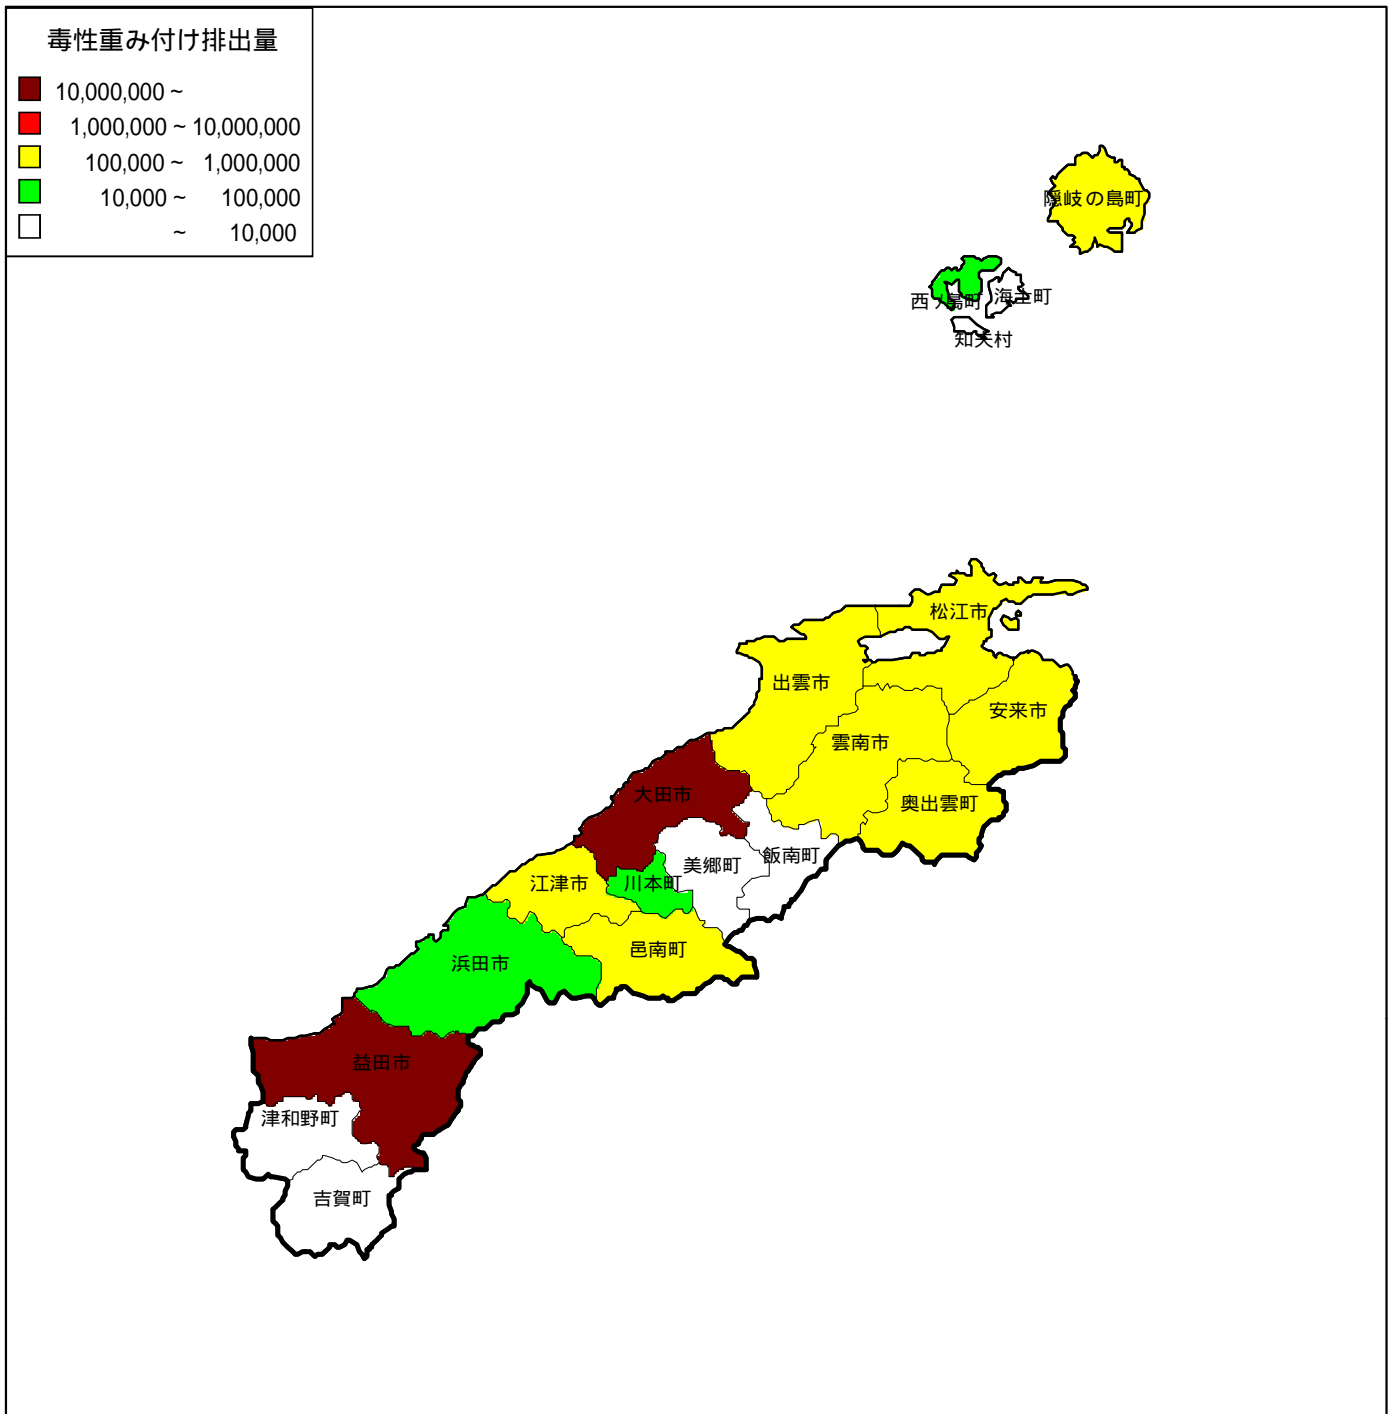 毒性重み付け排出量
10,000,000 ~
1,000,000 ~ 10,000,000
100,000 ~ 1,000,000
10,000 ~ 100,000
~ 10,000
隠岐の島町
西ノ島町
海士町
知夫村
松江市
出雲市
安来市
雲南市
大田市
奥出雲町
飯南町
美郷町
江津市
川本町
邑南町
浜田市
益田市
津和野町
吉賀町